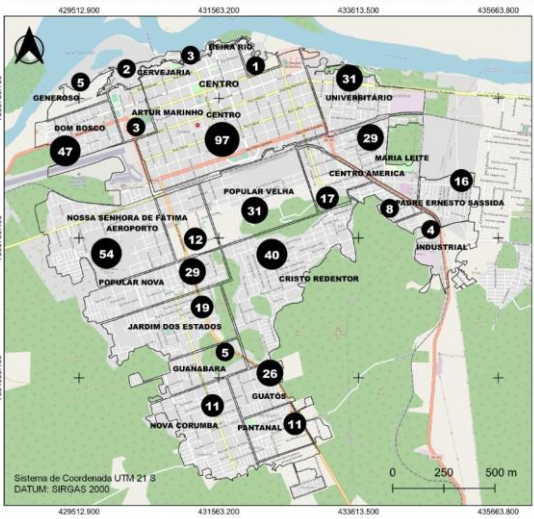 429512.900 431563.200 433613.500 435663.800
BEIRA RIO
3
1
2
CERVEJARIA
5
GENEROSO
CENTRO
31
UNIVERSITÁRIO
ARTUR MARINHO
CENTRO
3
DOM BOSCO
47
97
29
MARIA LEITE
CENTRO AMERICA
16
POPULAR VELHA
17
8
PADRE ERNESTO SASSIDA
31
NOSSA SENHORA DE FÁTIMA
AEROPORTO
4
12
INDUSTRIAL
54
40
29
POPULAR NOVA
CRISTO REDENTOR
19
JARDIM DOS ESTADOS
5
GUANABARA
26
GUATÓS
11
NOVA CORUMBA
PANTANAL
11
Sistema de Coordenada UTM 21 S
DATUM: SIRGAS 2000
0 250 500 m
429512.900 431563.200 433613.500 435663.800